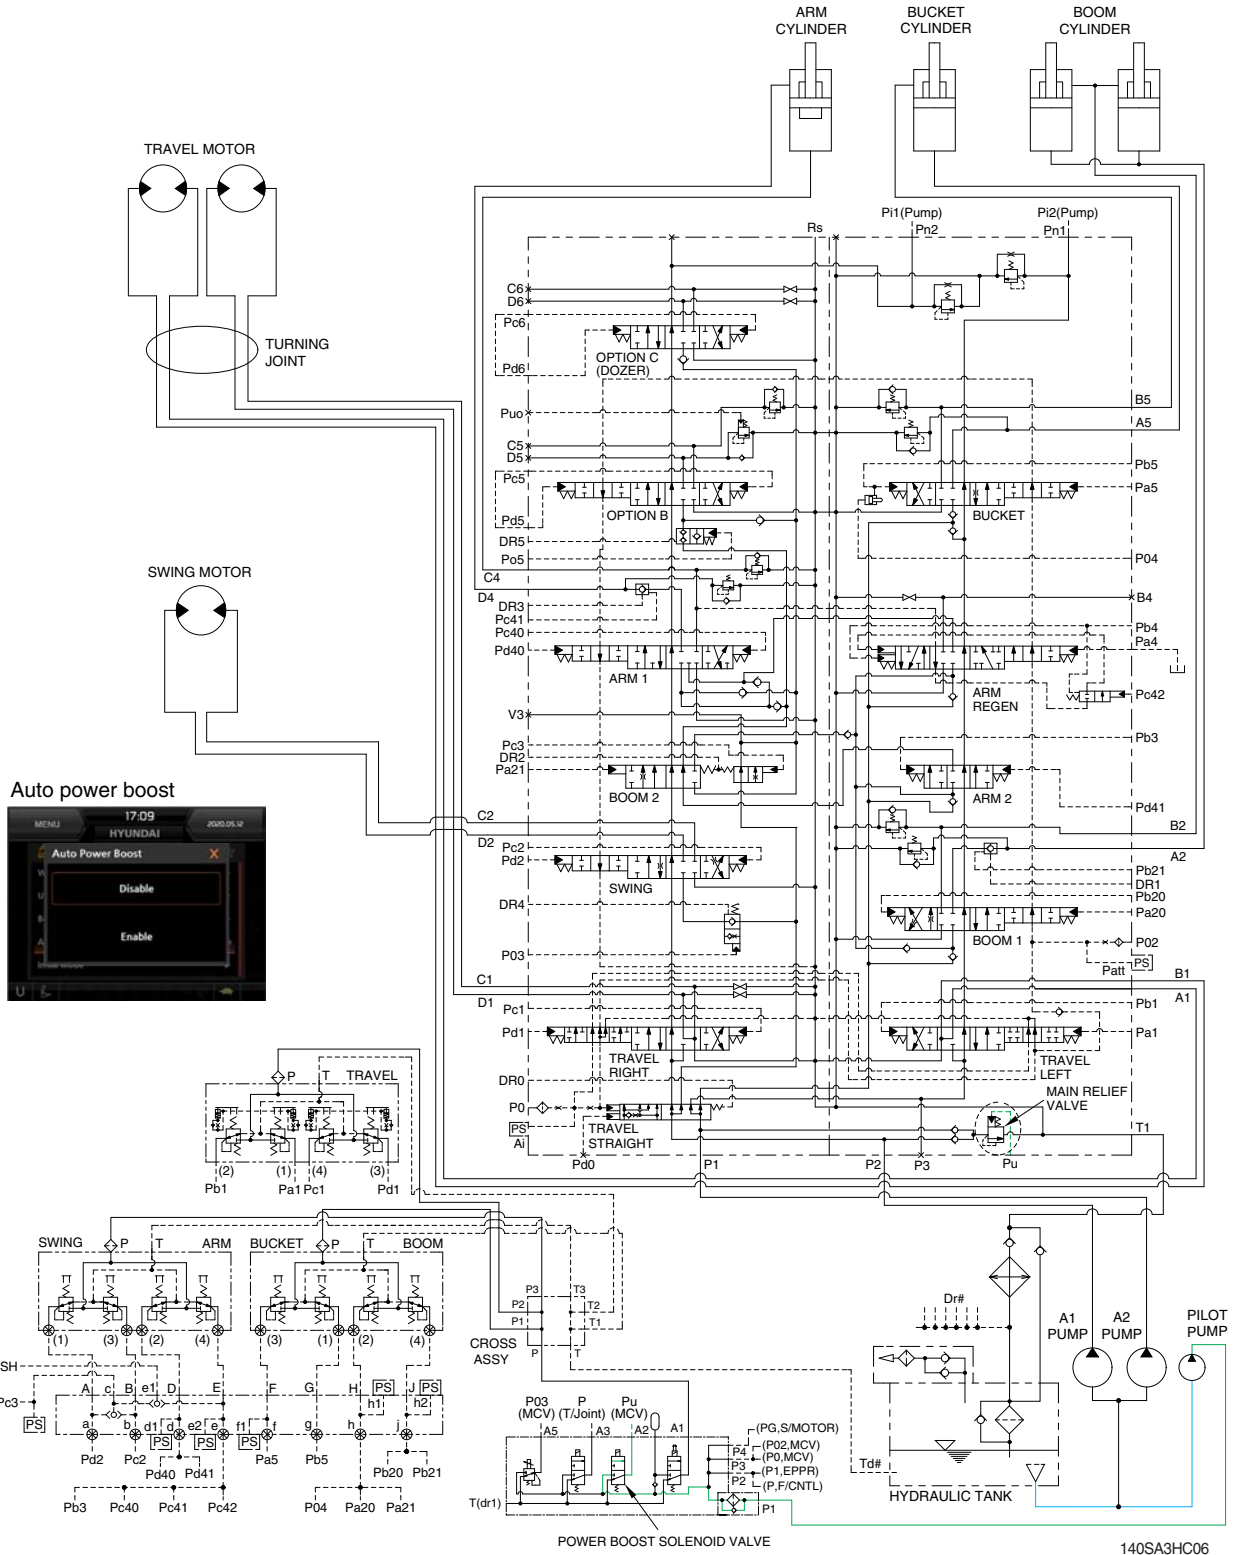 ARM
CYLINDER
BUCKET
CYLINDER
BOOM
CYLINDER
TRAVEL MOTOR
TURNING
JOINT
Rs
Pi1(Pump)
Pn2
Pi2(Pump)
Pn1
C6
D6
Pc6
Pd6
OPTION C
(DOZER)
Puo
C5
D5
Pc5
Pd5
OPTION B
B5
A5
Pb5
Pa5
BUCKET
DR5
Po5
P04
C4
D4
DR3
Pc41
Pc40
Pd40
ARM 1
B4
Pb4
Pa4
ARM
REGEN
Pc42
SWING MOTOR
V3
Pc3
DR2
Pa21
BOOM 2
Pb3
ARM 2
Pd41
C2
D2
Pc2
Pd2
SWING
B2
A2
Pb21
DR1
Pb20
Pa20
BOOM 1
DR4
P03
P02
PS
Patt
C1
D1
Pc1
Pd1
TRAVEL
RIGHT
B1
A1
Pb1
Pa1
TRAVEL
LEFT
DR0
P0
PS
Ai
TRAVEL
STRAIGHT
MAIN RELIEF
VALVE
T1
Pd0
P1
P2
P3
Pu
Auto power boost
MENU
17:09
HYUNDAI
2020.05.12
Auto Power Boost
X
Disable
Enable
U
P
T
TRAVEL
(2)
(1)
(4)
(3)
Pb1
Pa1
Pc1
Pd1
SWING
P
T
ARM
BUCKET
P
T
BOOM
(1)
(3)
(2)
(4)
(3)
(1)
(2)
(4)
SH
Pc3
PS
A
c
B
e1
D
E
F
G
H
PS
h1
J
PS
h2
a
b
d1
d
e2
e
f1
f
g
h
j
PS
PS
PS
Pd2
Pc2
Pd40
Pd41
Pa5
Pb5
Pb20
Pb21
Pb3
Pc40
Pc41
Pc42
P04
Pa20
Pa21
P3
T3
P2
T2
P1
T1
CROSS
ASSY
P
T
P03
(MCV)
P
(T/Joint)
Pu
(MCV)
A5
A3
A2
A1
(PG,S/MOTOR)
P4
(P02,MCV)
(P0,MCV)
P3
(P1,EPPR)
P2
(P,F/CNTL)
T(dr1)
P1
POWER BOOST SOLENOID VALVE
Dr#
Td#
HYDRAULIC TANK
A1
PUMP
A2
PUMP
PILOT
PUMP
140SA3HC06